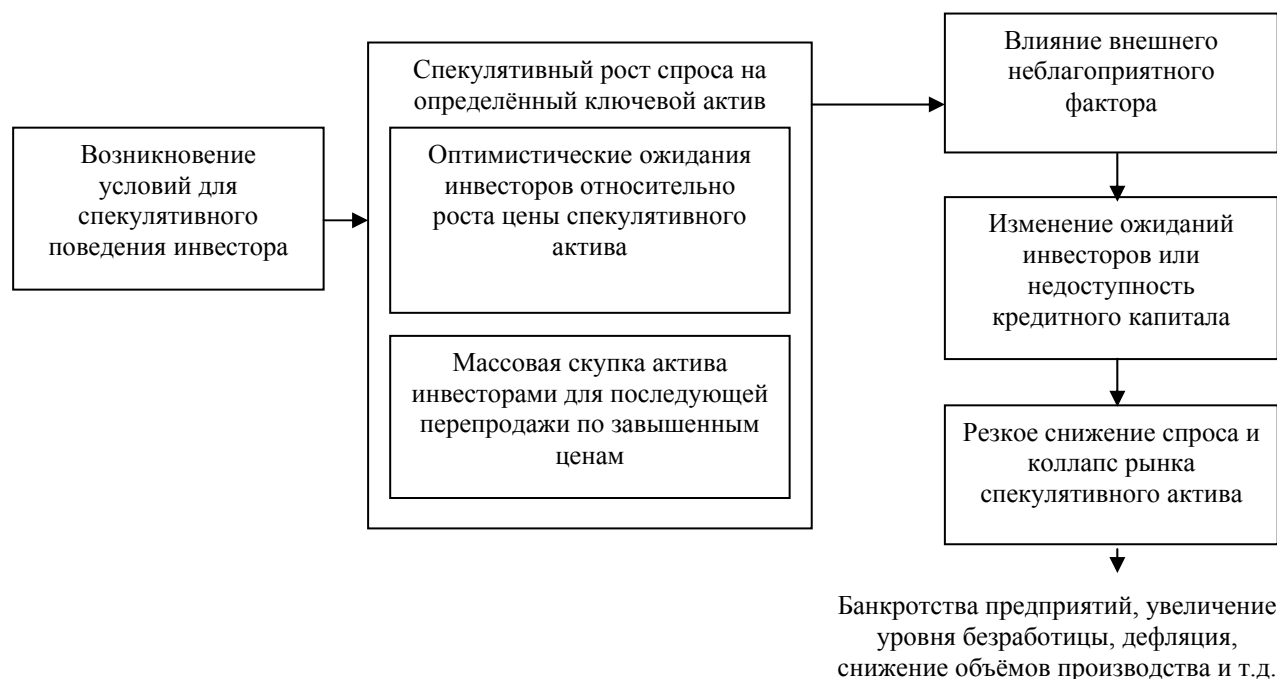 Возникновение
условий для
спекулятивного
поведения инвестора
Спекулятивный рост спроса на
определённый ключевой актив
Оптимистические ожидания
инвесторов относительно
роста цены спекулятивного
актива
Массовая скупка актива
инвесторами для последующей
перепродажи по завышенным
ценам
Влияние внешнего
неблагоприятного
фактора
Изменение ожиданий
инвесторов или
недоступность
кредитного капитала
Резкое снижение спроса и
коллапс рынка
спекулятивного актива
Банкротства предприятий, увеличение
уровня безработицы, дефляция,
снижение объёмов производства и т.д.